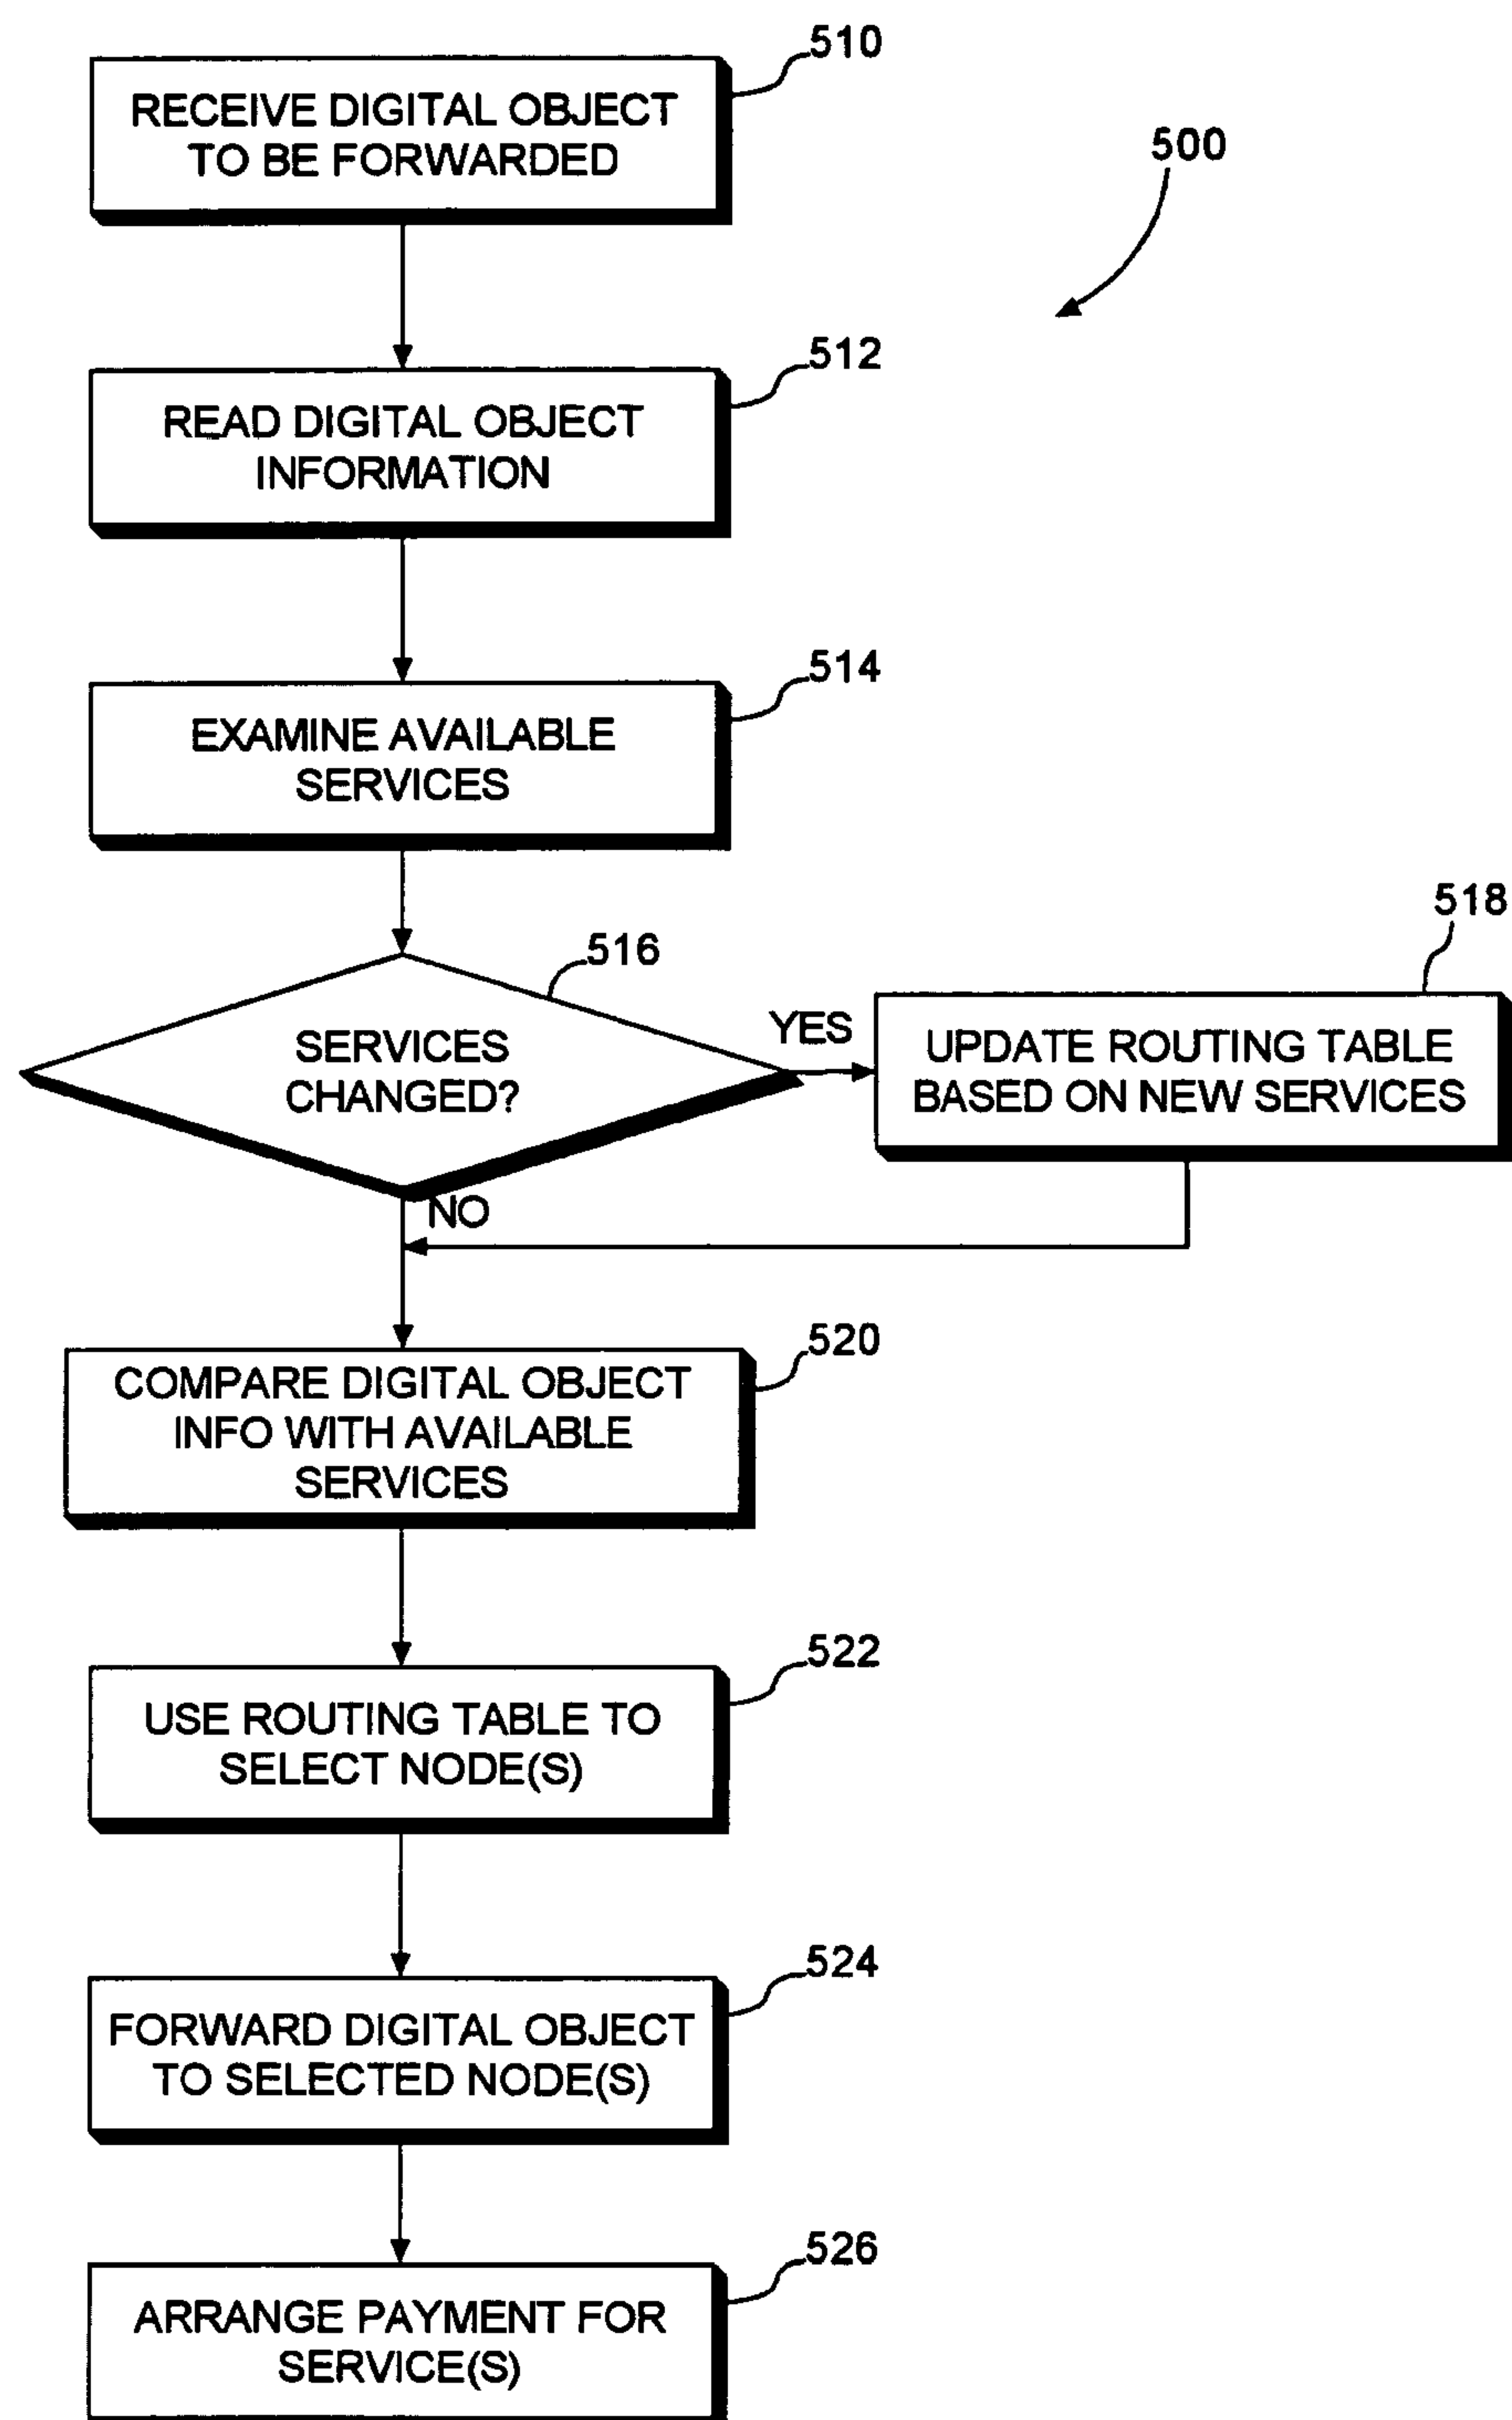 510
RECEIVE DIGITAL OBJECT
TO BE FORWARDED
500
512
READ DIGITAL OBJECT
INFORMATION
514
EXAMINE AVAILABLE
SERVICES
516
SERVICES
CHANGED?
YES
518
UPDATE ROUTING TABLE
BASED ON NEW SERVICES
NO
520
COMPARE DIGITAL OBJECT
INFO WITH AVAILABLE
SERVICES
522
USE ROUTING TABLE TO
SELECT NODE(S)
524
FORWARD DIGITAL OBJECT
TO SELECTED NODE(S)
526
ARRANGE PAYMENT FOR
SERVICE(S)